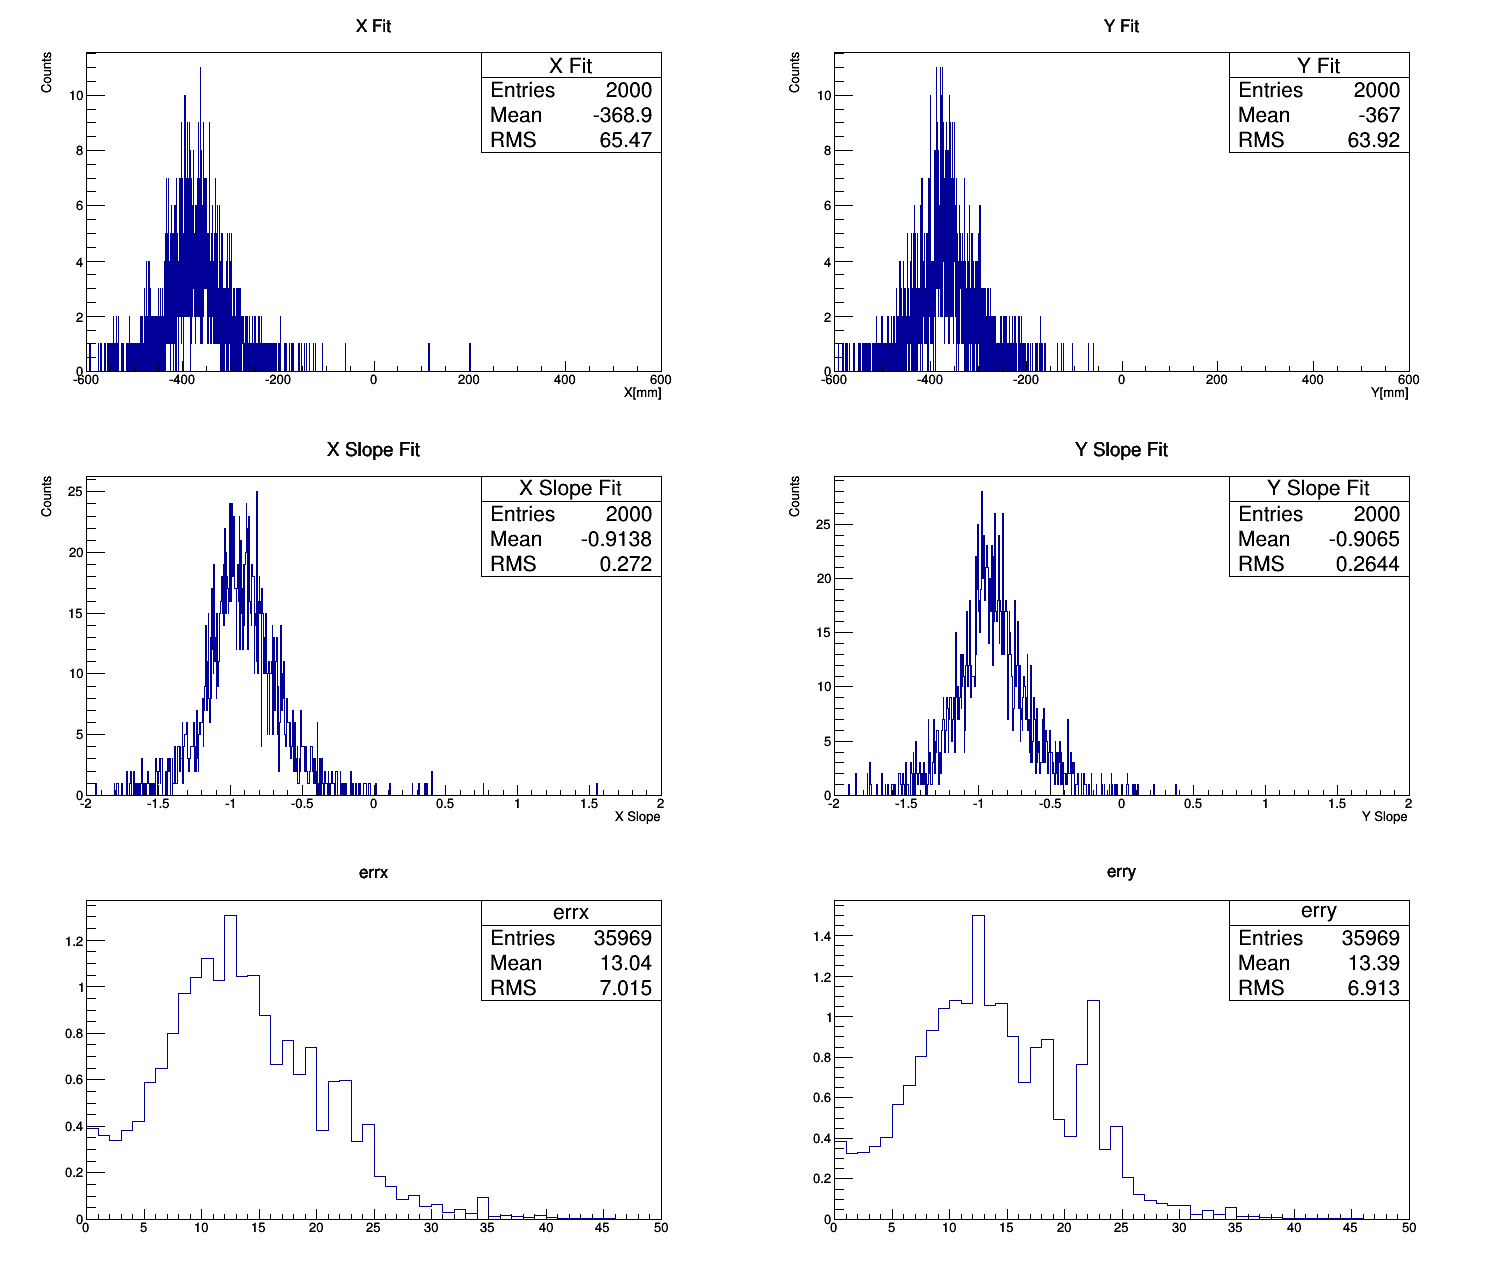 X Fit
Counts
X Fit
Entries 2000
Mean -368.9
RMS 65.47
10
8
6
4
2
0
-600 -400 -200 0 200 400 600
X[mm]
Y Fit
Counts
Y Fit
Entries 2000
Mean -367
RMS 63.92
10
8
6
4
2
0
-600 -400 -200 0 200 400 600
Y[mm]
X Slope Fit
Counts
X Slope Fit
Entries 2000
Mean -0.9138
RMS 0.272
25
20
15
10
5
0
-2 -1.5 -1 -0.5 0 0.5 1 1.5 2
X Slope
Y Slope Fit
Counts
Y Slope Fit
Entries 2000
Mean -0.9065
RMS 0.2644
25
20
15
10
5
0
-2 -1.5 -1 -0.5 0 0.5 1 1.5 2
Y Slope
errx
errx
Entries 35969
Mean 13.04
RMS 7.015
1.2
1
0.8
0.6
0.4
0.2
0
0 5 10 15 20 25 30 35 40 45 50
erry
erry
Entries 35969
Mean 13.39
RMS 6.913
1.4
1.2
1
0.8
0.6
0.4
0.2
0
0 5 10 15 20 25 30 35 40 45 50